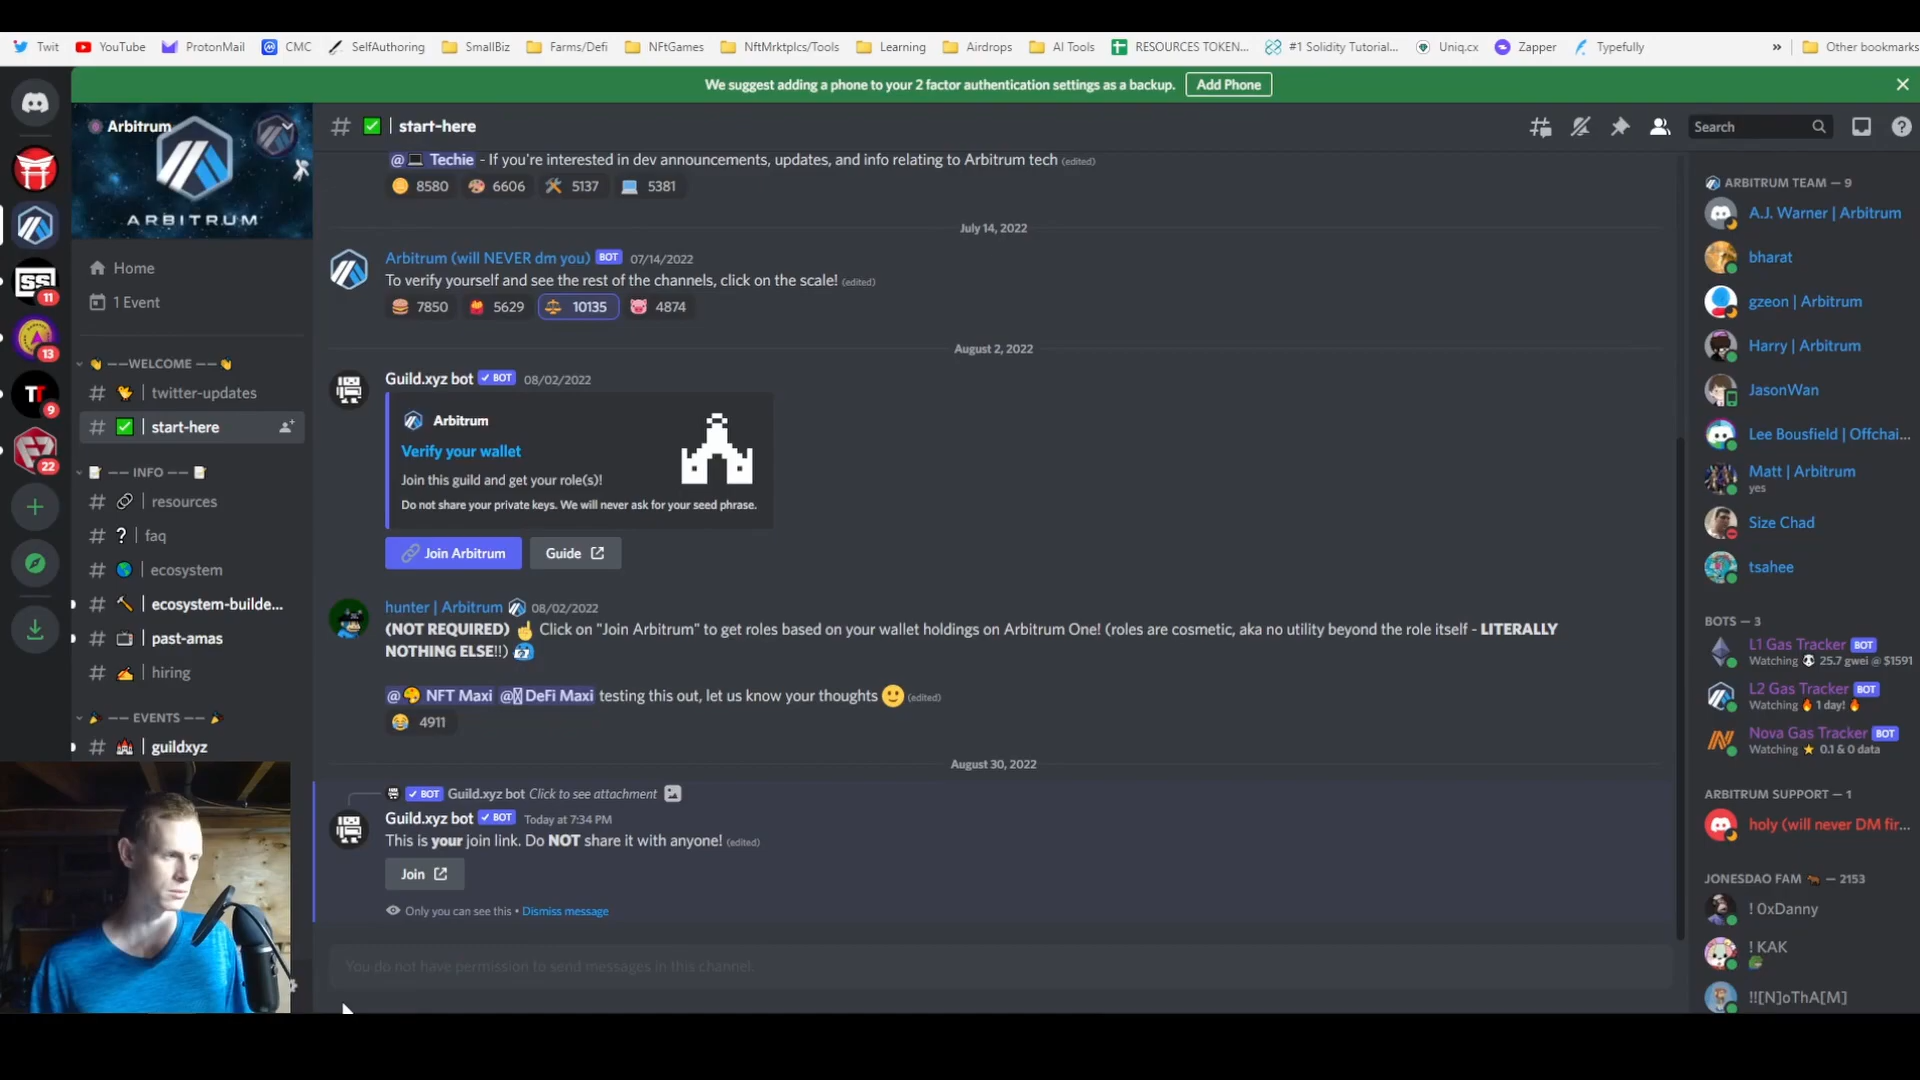 Twit YouTube ProtonMail CMC SelfAuthoring SmallBiz Farms/Defi NFtGames NftMrktplcs/Tools Learning Airdrops AI Tools RESOURCES TOKEN... #1 Solidity Tutorial... Uniq.cx Zapper Typefully » Other bookmarks
We suggest adding a phone to your 2 factor authentication settings as a backup. Add Phone
Arbitrum
ARBITRUM
Home
1 Event
——WELCOME——
# | twitter-updates
# | start-here
—— INFO ——
# | resources
# ? | faq
# | ecosystem
# | ecosystem-builde...
# | past-amas
# | hiring
—— EVENTS ——
# | guildxyz
SS
11
13
TT
9
22
# | start-here
Search
@ Techie - If you're interested in dev announcements, updates, and info relating to Arbitrum tech (edited)
8580 6606 5137 5381
July 14, 2022
Arbitrum (will NEVER dm you) BOT 07/14/2022
To verify yourself and see the rest of the channels, click on the scale! (edited)
7850 5629 10135 4874
August 2, 2022
Guild.xyz bot ✓ BOT 08/02/2022
Arbitrum
Verify your wallet
Join this guild and get your role(s)!
Do not share your private keys. We will never ask for your seed phrase.
Join Arbitrum Guide
hunter | Arbitrum 08/02/2022
(NOT REQUIRED) ☝ Click on "Join Arbitrum" to get roles based on your wallet holdings on Arbitrum One! (roles are cosmetic, aka no utility beyond the role itself - LITERALLY
NOTHING ELSE!!)
@ NFT Maxi @ DeFi Maxi testing this out, let us know your thoughts 🙂 (edited)
4911
August 30, 2022
✓ BOT Guild.xyz bot Click to see attachment
Guild.xyz bot ✓ BOT Today at 7:34 PM
This is your join link. Do NOT share it with anyone! (edited)
Join
Only you can see this • Dismiss message
You do not have permission to send messages in this channel.
ARBITRUM TEAM — 9
A.J. Warner | Arbitrum
bharat
gzeon | Arbitrum
Harry | Arbitrum
JasonWan
Lee Bousfield | Offchai...
Matt | Arbitrum
yes
Size Chad
tsahee
BOTS — 3
L1 Gas Tracker BOT
Watching 25.7 gwei @ $1591
L2 Gas Tracker BOT
Watching 🔥 1 day! 🔥
Nova Gas Tracker BOT
Watching ⭐ 0.1 & 0 data
ARBITRUM SUPPORT — 1
holy (will never DM fir...
JONESDAO FAM — 2153
! 0xDanny
! KAK
!![N]oThA[M]